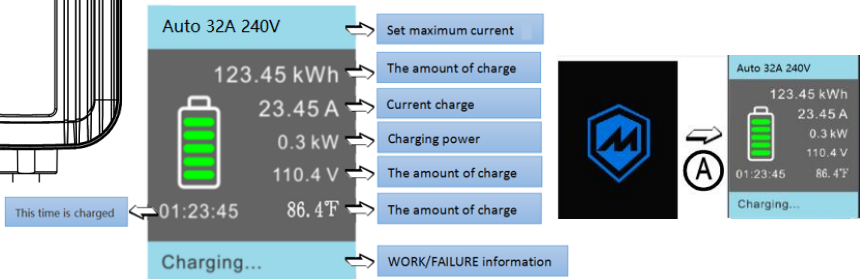 Auto 32A 240V
Set maximum current
123.45 kWh
The amount of charge
23.45 A
Current charge
0.3 kW
Charging power
110.4 V
The amount of charge
This time is charged
01:23:45
86.4℉
The amount of charge
Charging...
WORK/FAILURE information
A
Auto 32A 240V
123.45 kWh
23.45 A
0.3 kW
110.4 V
01:23:45
86.4℉
Charging...